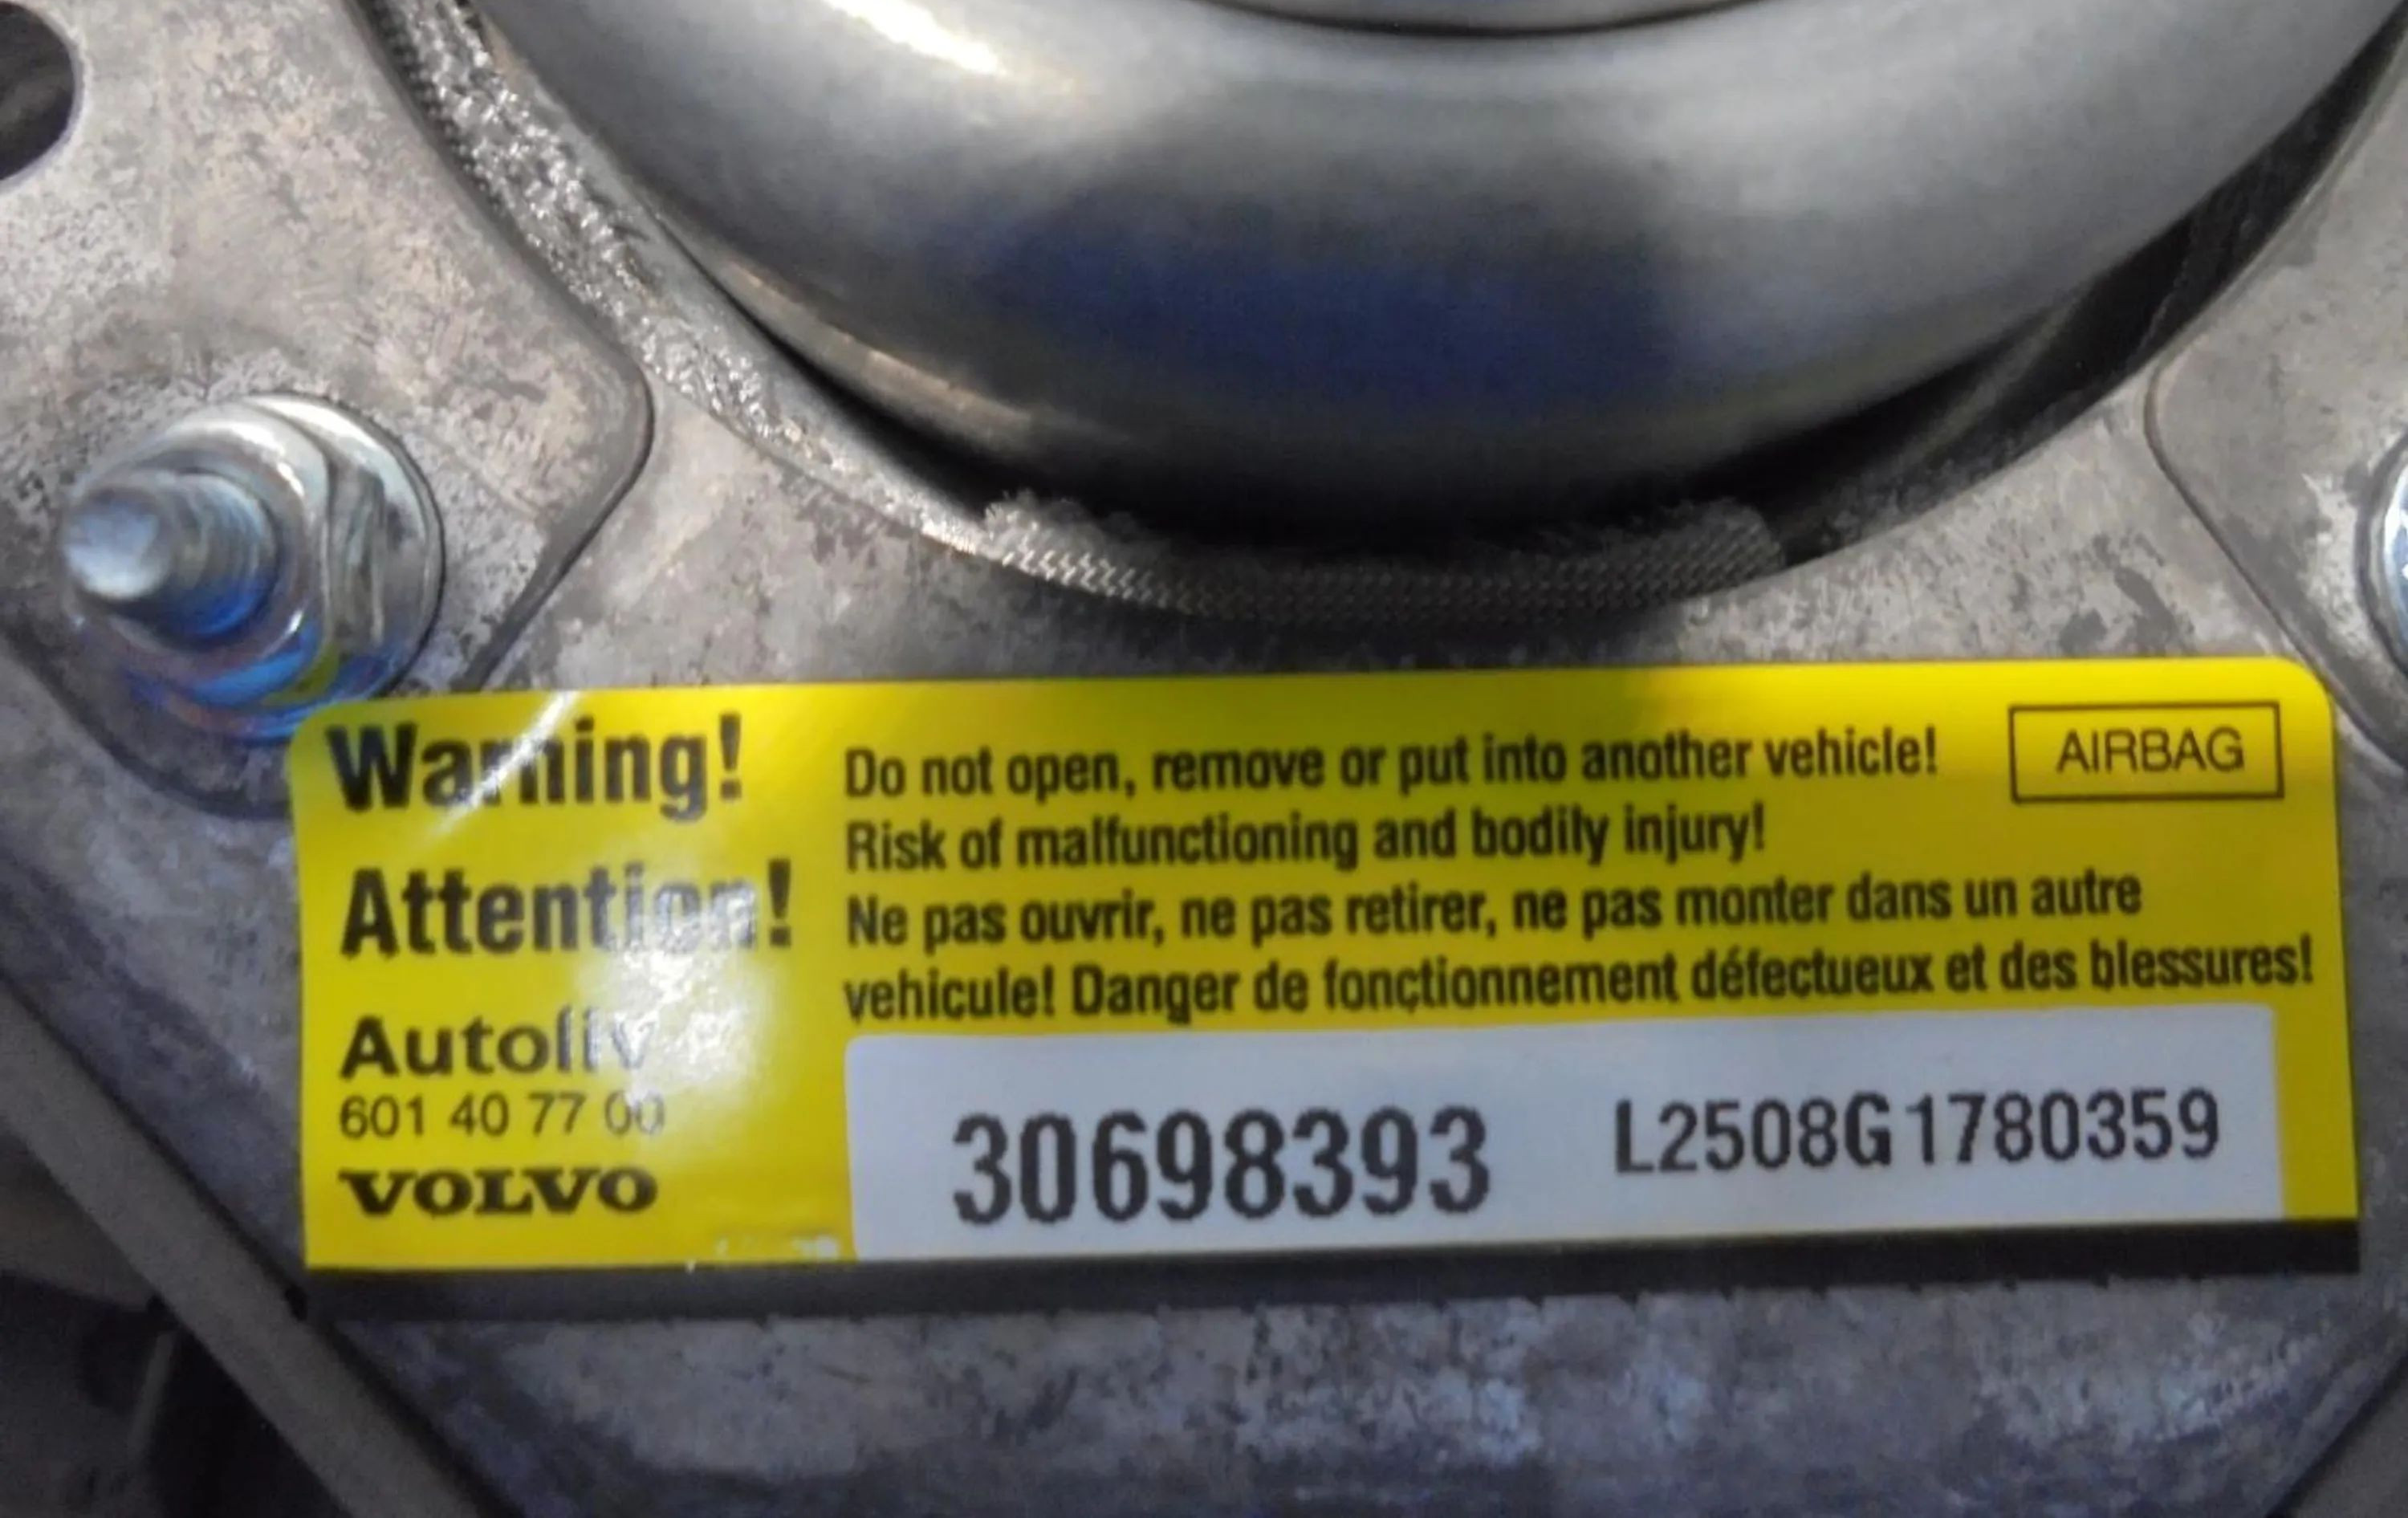 Warning!
Attention!
Autoliv
601 40 77 00
VOLVO
Do not open, remove or put into another vehicle!
Risk of malfunctioning and bodily injury!
Ne pas ouvrir, ne pas retirer, ne pas monter dans un autre
vehicule! Danger de fonctionnement défectueux et des blessures!
AIRBAG
30698393 L2508G1780359